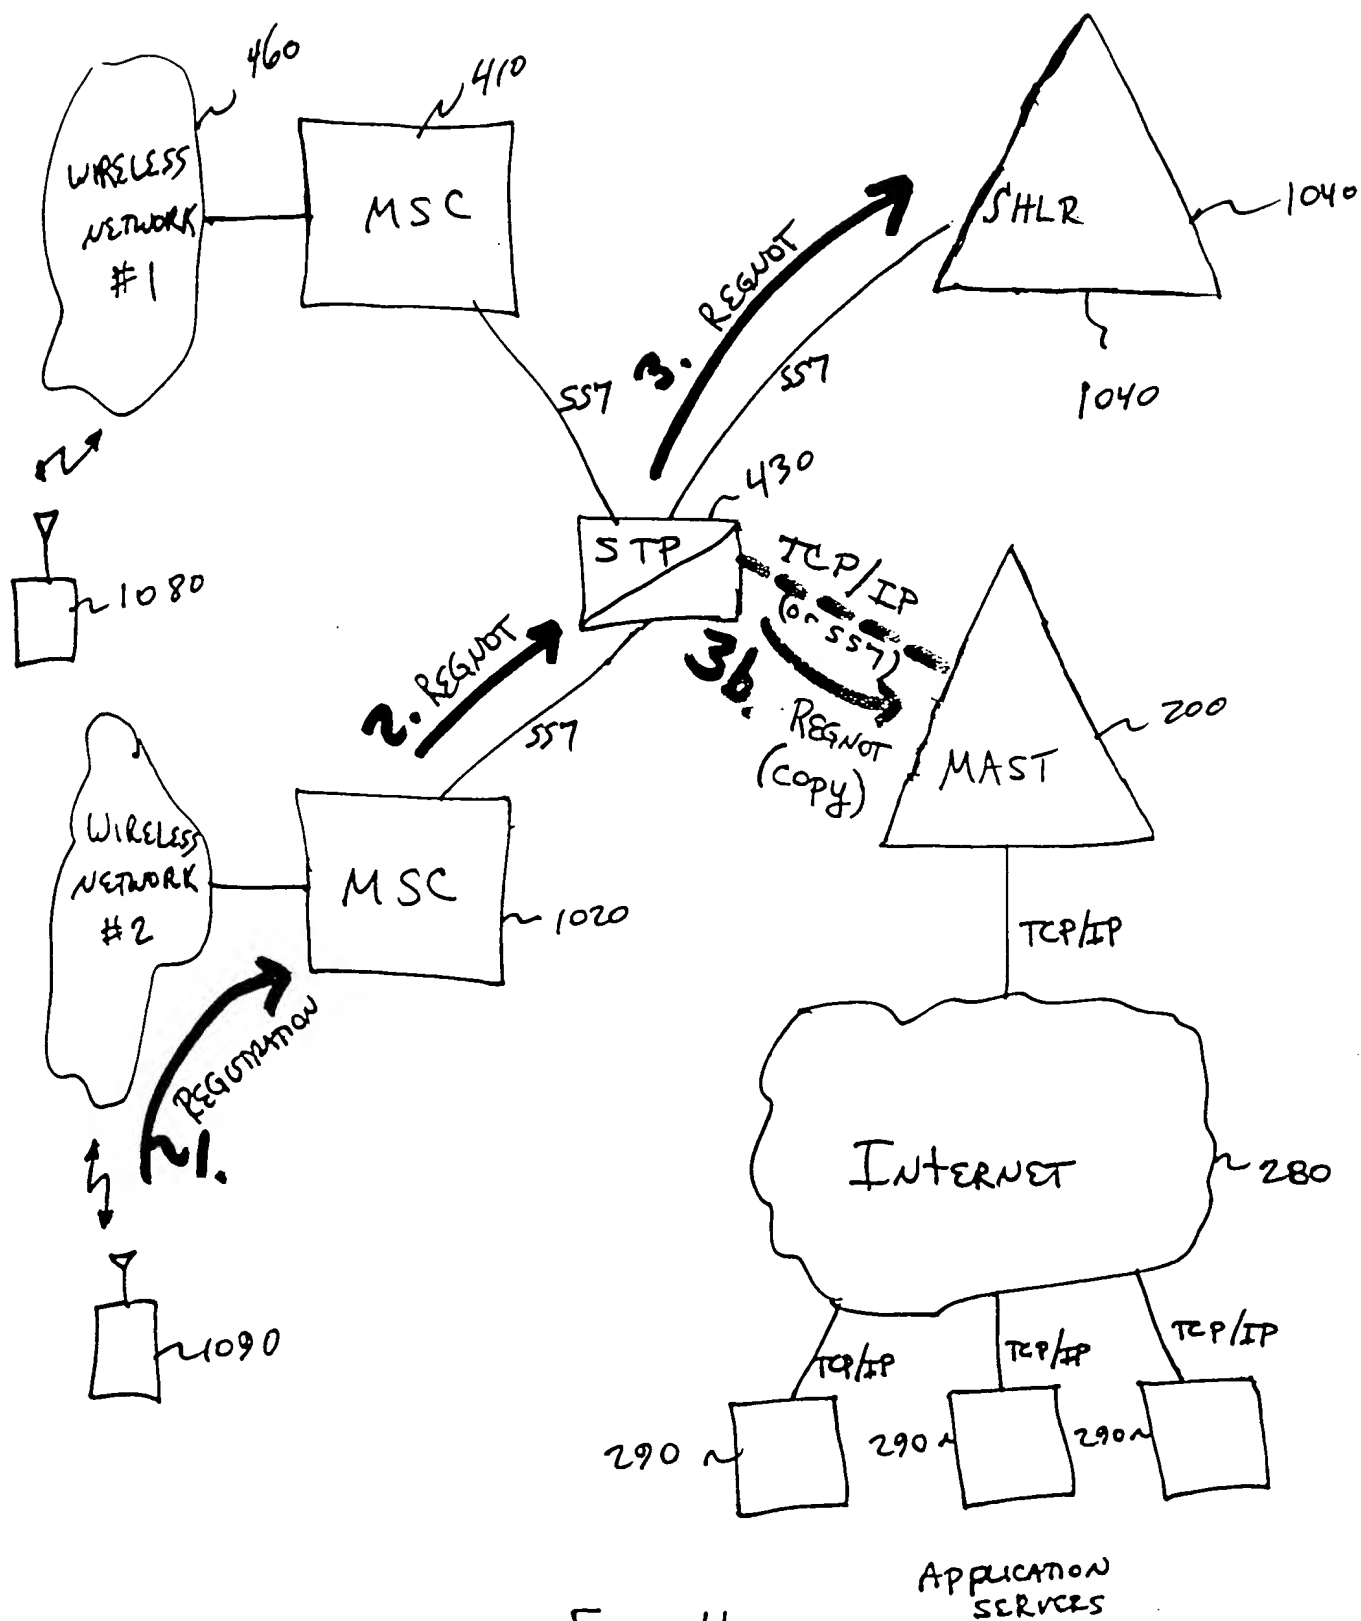 460
WIRELESS
NETWORK
#1
410
MSC
SHLR
1040
1040
3. REGNOT
SS7
SS7
430
STP
1080
TCP/IP
(or SS7)
3b. REGNOT
(COPY)
2. REGNOT
SS7
MAST
200
WIRELESS
NETWORK
#2
MSC
1020
TCP/IP
REGISTRATION
1.
INTERNET
280
1090
TCP/IP
TCP/IP
TCP/IP
290
290
290
APPLICATION
SERVERS